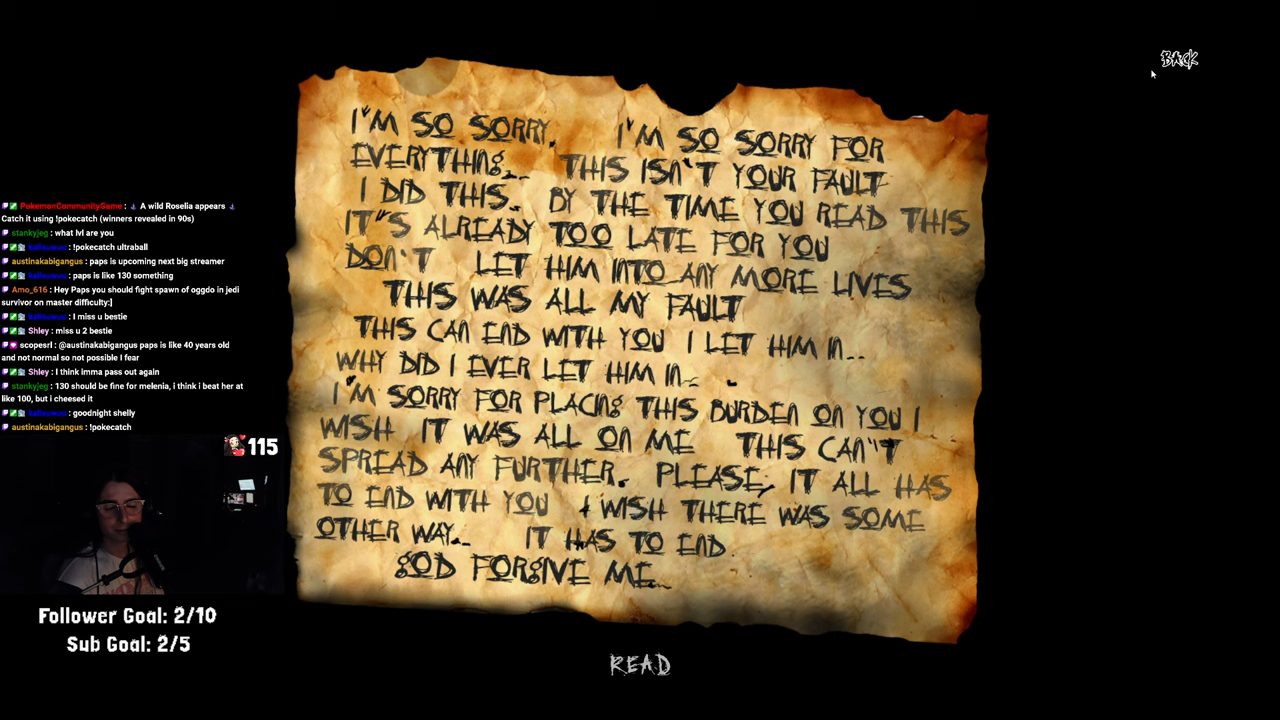 BACK
I'M SO SORRY. I'M SO SORRY FOR
EVERYTHING... THIS ISN'T YOUR FAULT
I DID THIS. BY THE TIME YOU READ THIS
IT'S ALREADY TOO LATE FOR YOU
DON'T LET HIM INTO ANY MORE LIVES
THIS WAS ALL MY FAULT
THIS CAN END WITH YOU I LET HIM IN..
WHY DID I EVER LET HIM IN..
I'M SORRY FOR PLACING THIS BURDEN ON YOU I
WISH IT WAS ALL ON ME THIS CAN'T
SPREAD ANY FURTHER. PLEASE, IT ALL HAS
TO END WITH YOU I WISH THERE WAS SOME
OTHER WAY.. IT HAS TO END.
GOD FORGIVE ME...
READ
PokemonCommunityGame: A wild Roselia appears
Catch it using !pokecatch (winners revealed in 90s)
stankyjeg: what lvl are you
: !pokecatch ultraball
austinakabigangus: paps is upcoming next big streamer
: paps is like 130 something
Amo_616: Hey Paps you should fight spawn of oggdo in jedi
survivor on master difficulty:]
: I miss u bestie
Shley: miss u 2 bestie
scopesrl: @austinakabigangus paps is like 40 years old
and not normal so not possible I fear
Shley: I think imma pass out again
stankyjeg: 130 should be fine for melenia, i think i beat her at
like 100, but i cheesed it
: goodnight shelly
austinakabigangus: !pokecatch
115
Follower Goal: 2/10
Sub Goal: 2/5